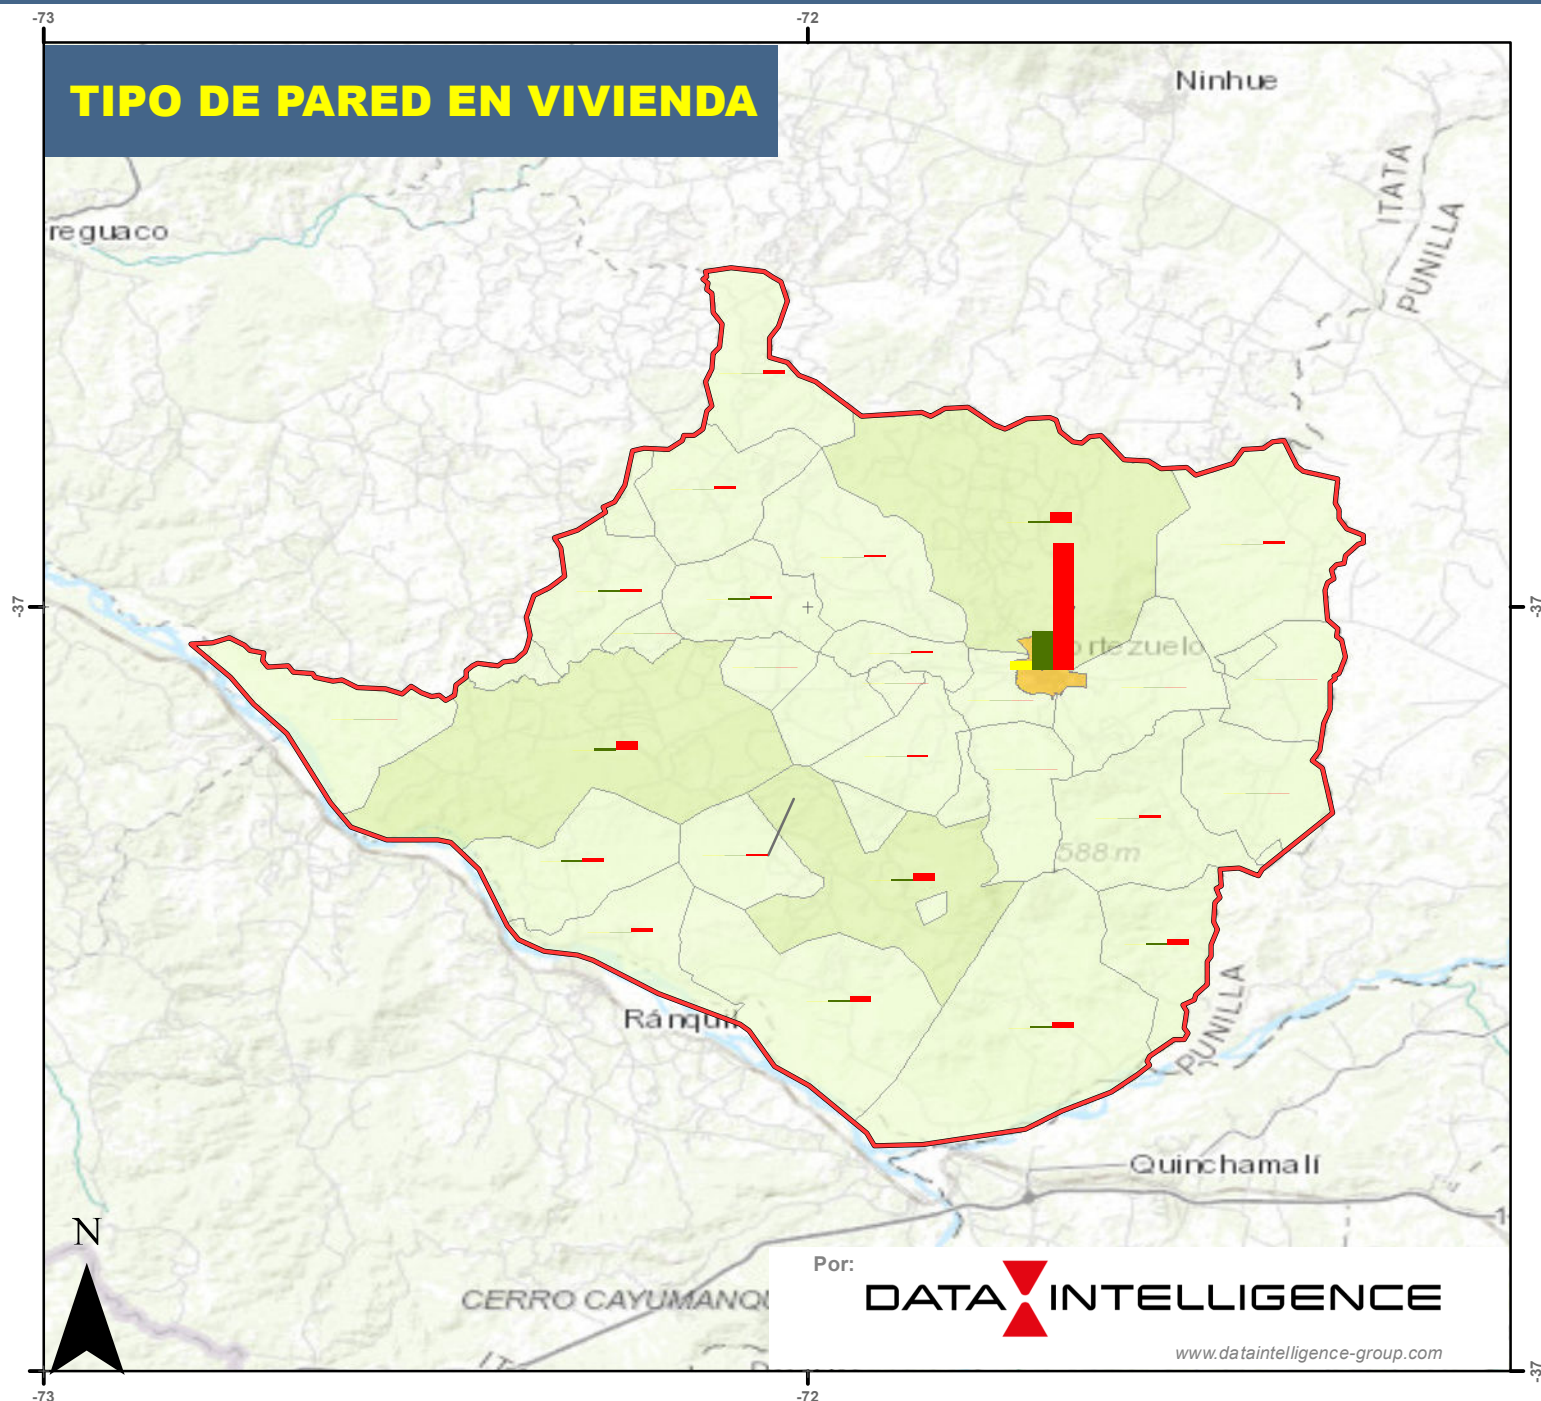 -73
-72
TIPO DE PARED EN VIVIENDA
Ninhue
ITATA
PUNILLA
reguaco
-37
-37
rtezuelo
588 m
Ránquil
PUNILLA
Quinchamalí
N
CERRO CAYUMANQU
Por:
DATA INTELLIGENCE
www.dataintelligence-group.com
-37
-73
-72